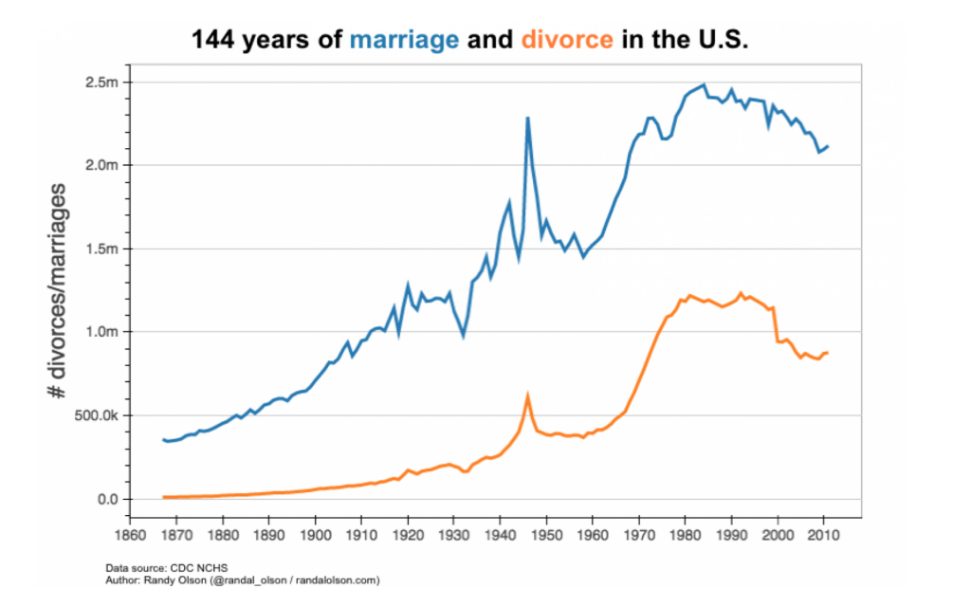 144 years of marriage and divorce in the U.S.
# divorces/marriages
2.5m
2.0m
1.5m
1.0m
500.0k
0.0
1860 1870 1880 1890 1900 1910 1920 1930 1940 1950 1960 1970 1980 1990 2000 2010
Data source: CDC NCHS
Author: Randy Olson (@randal_olson / randalolson.com)